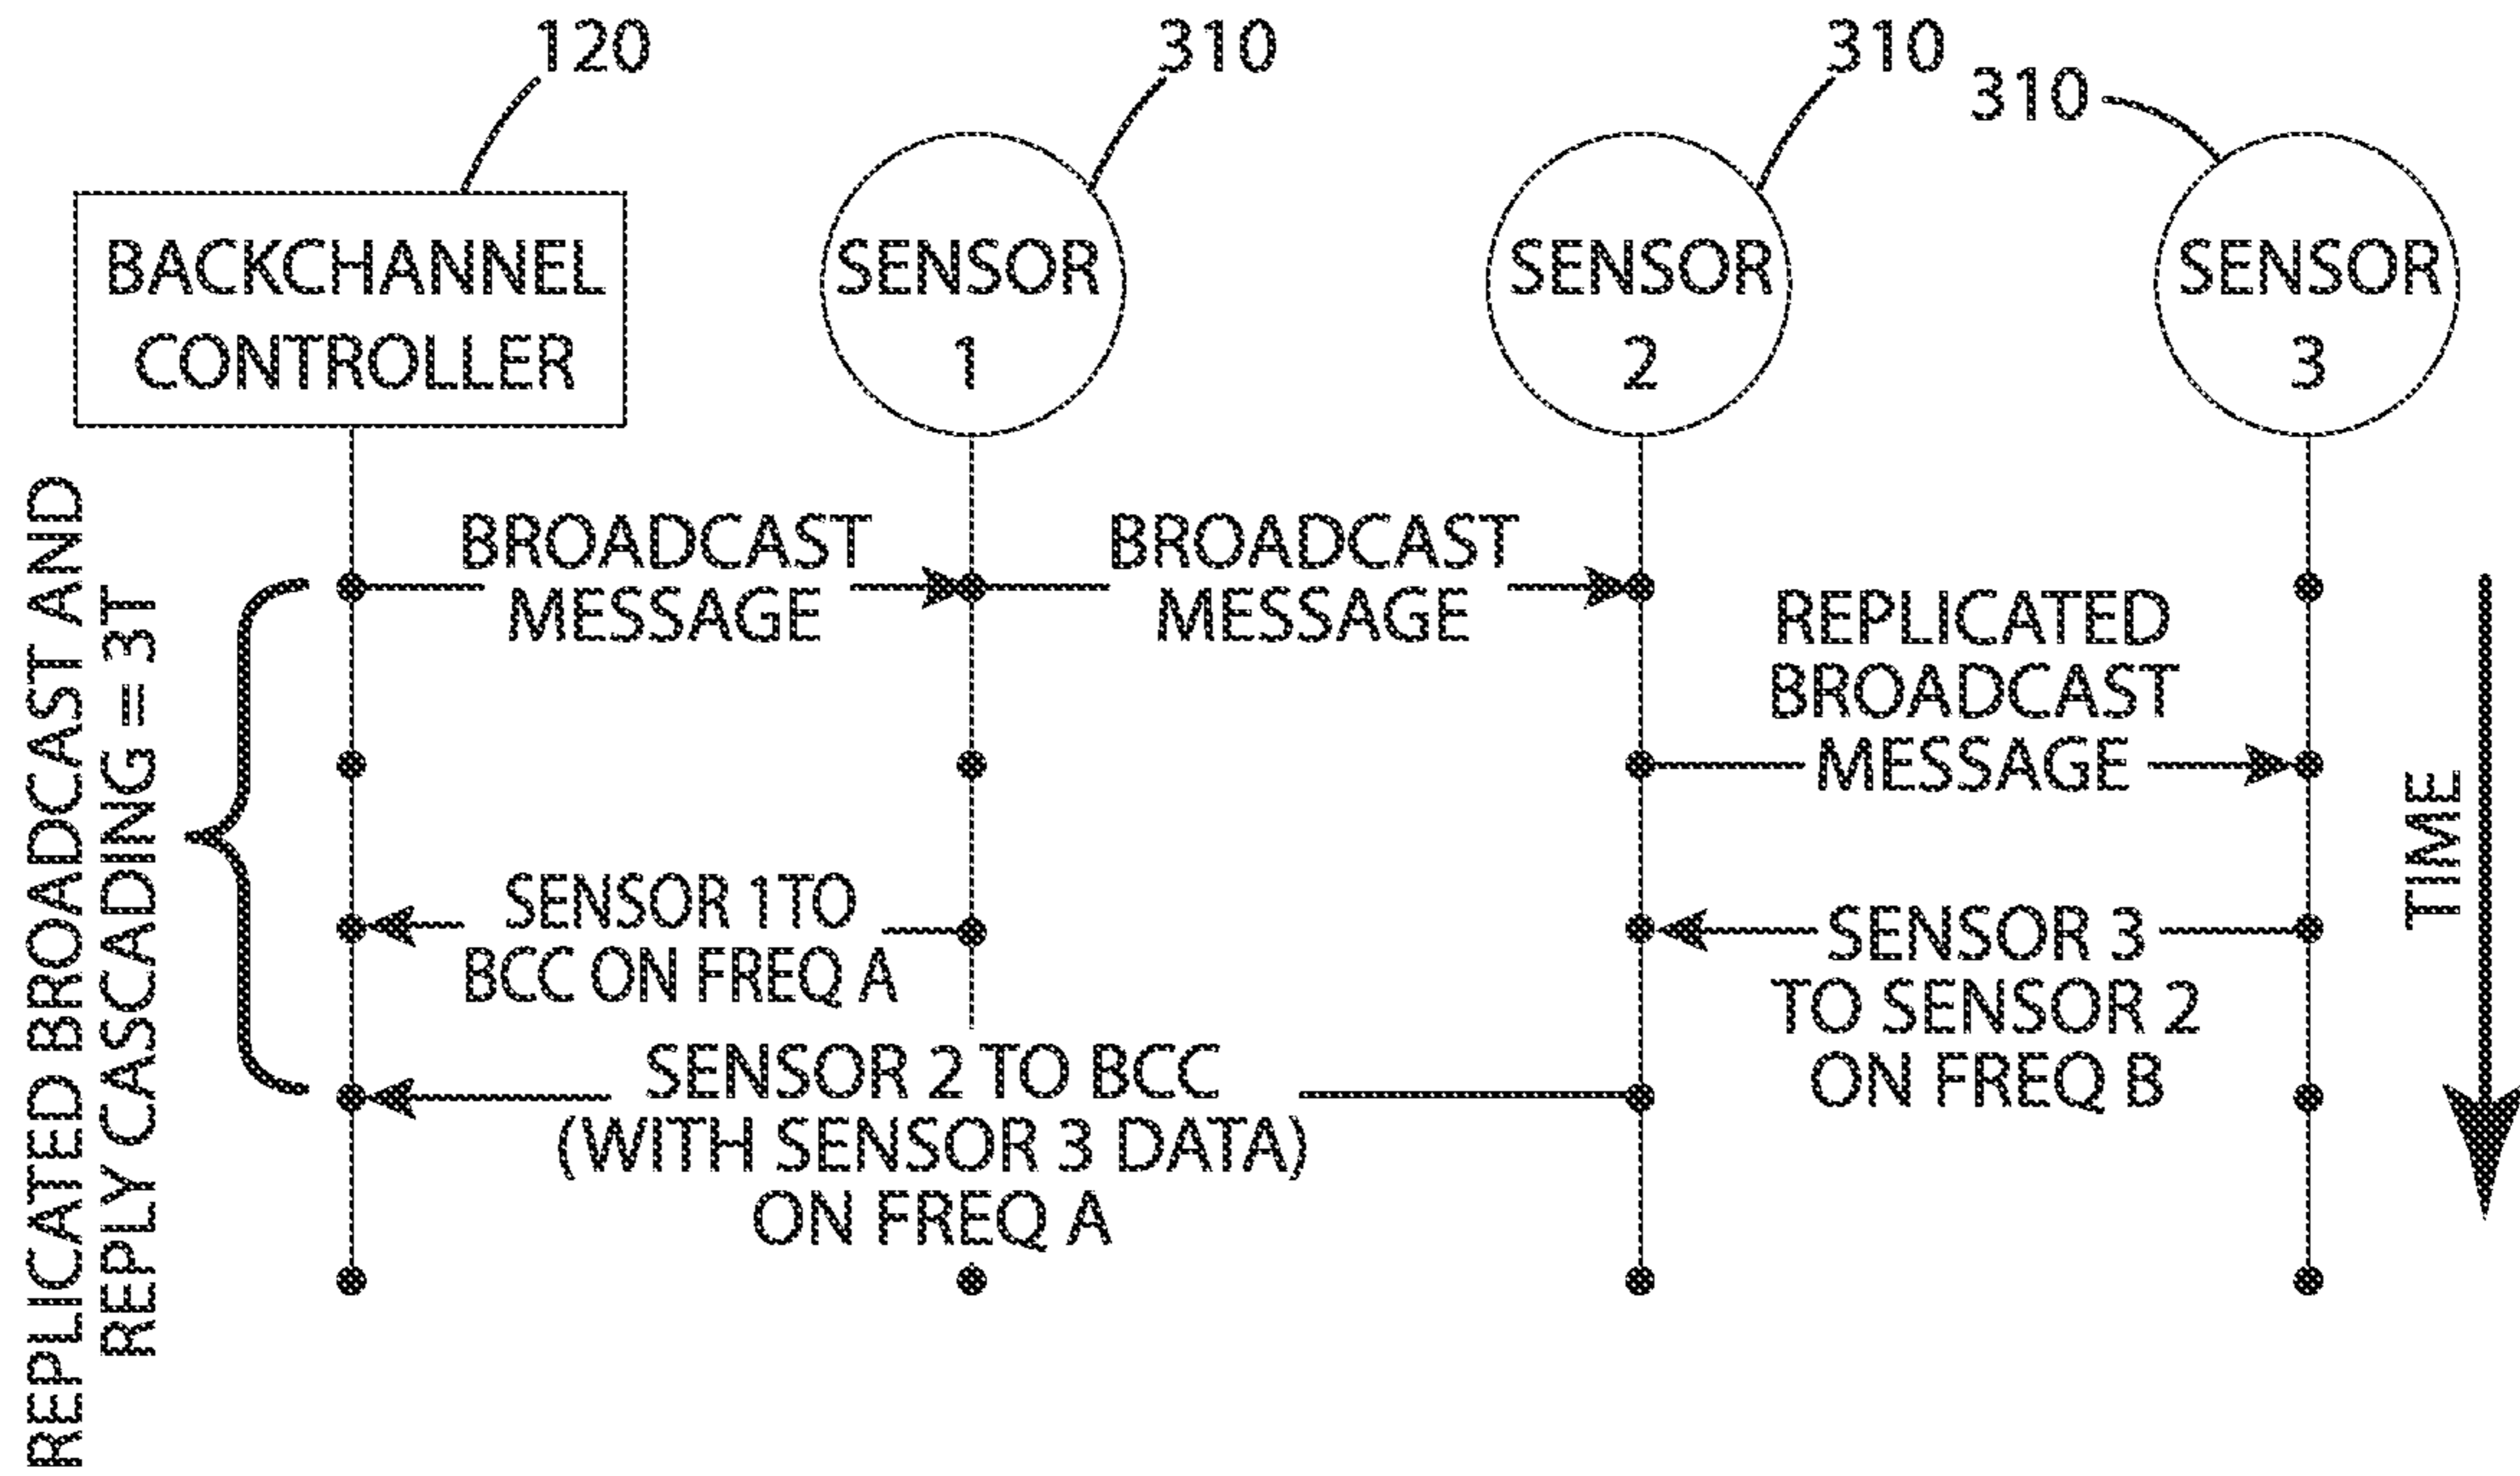 120
310
310
310
BACKCHANNEL
CONTROLLER
SENSOR
1
SENSOR
2
SENSOR
3
REPLICATED BROADCAST AND
REPLY CASCADING = 3T
BROADCAST
MESSAGE
BROADCAST
MESSAGE
REPLICATED
BROADCAST
MESSAGE
TIME
SENSOR 1 TO
BCC ON FREQ A
SENSOR 3
TO SENSOR 2
ON FREQ B
SENSOR 2 TO BCC
(WITH SENSOR 3 DATA)
ON FREQ A